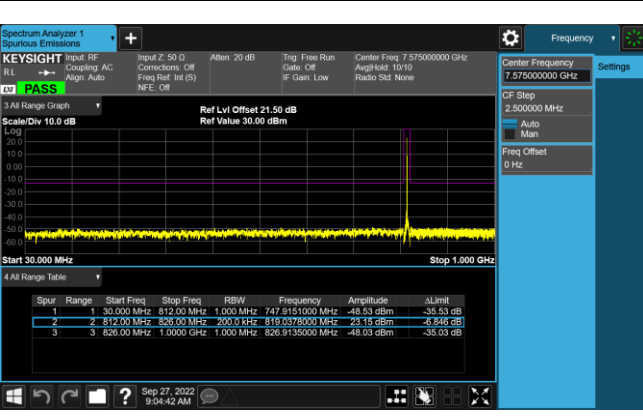 Spectrum Analyzer 1
Spurious Emissions
Frequency
KEYSIGHT
RL
LXI
PASS
Input: RF
Coupling: AC
Align: Auto
Input Z: 50 Ω
Corrections: Off
Freq Ref: Int (S)
NFE: Off
Atten: 20 dB
Trig: Free Run
Gate: Off
IF Gain: Low
Center Freq: 7.575000000 GHz
Avg|Hold: 10/10
Radio Std: None
Center Frequency
7.575000000 GHz
Settings
CF Step
2.500000 MHz
Auto
Man
Freq Offset
0 Hz
3 All Range Graph
Scale/Div 10.0 dB
Ref Lvl Offset 21.50 dB
Ref Value 30.00 dBm
Log
20.0
10.0
0.00
-10.0
-20.0
-30.0
-40.0
-50.0
-60.0
Start 30.000 MHz
Stop 1.000 GHz
4 All Range Table
Spur Range Start Freq Stop Freq RBW Frequency Amplitude ΔLimit
1 1 30.000 MHz 812.00 MHz 1.000 MHz 747.9151000 MHz -48.53 dBm -35.53 dB
2 2 812.00 MHz 826.00 MHz 200.0 kHz 819.0378000 MHz 23.15 dBm -6.846 dB
3 3 826.00 MHz 1.0000 GHz 1.000 MHz 826.9135000 MHz -48.03 dBm -35.03 dB
?
Sep 27, 2022
9:04:42 AM